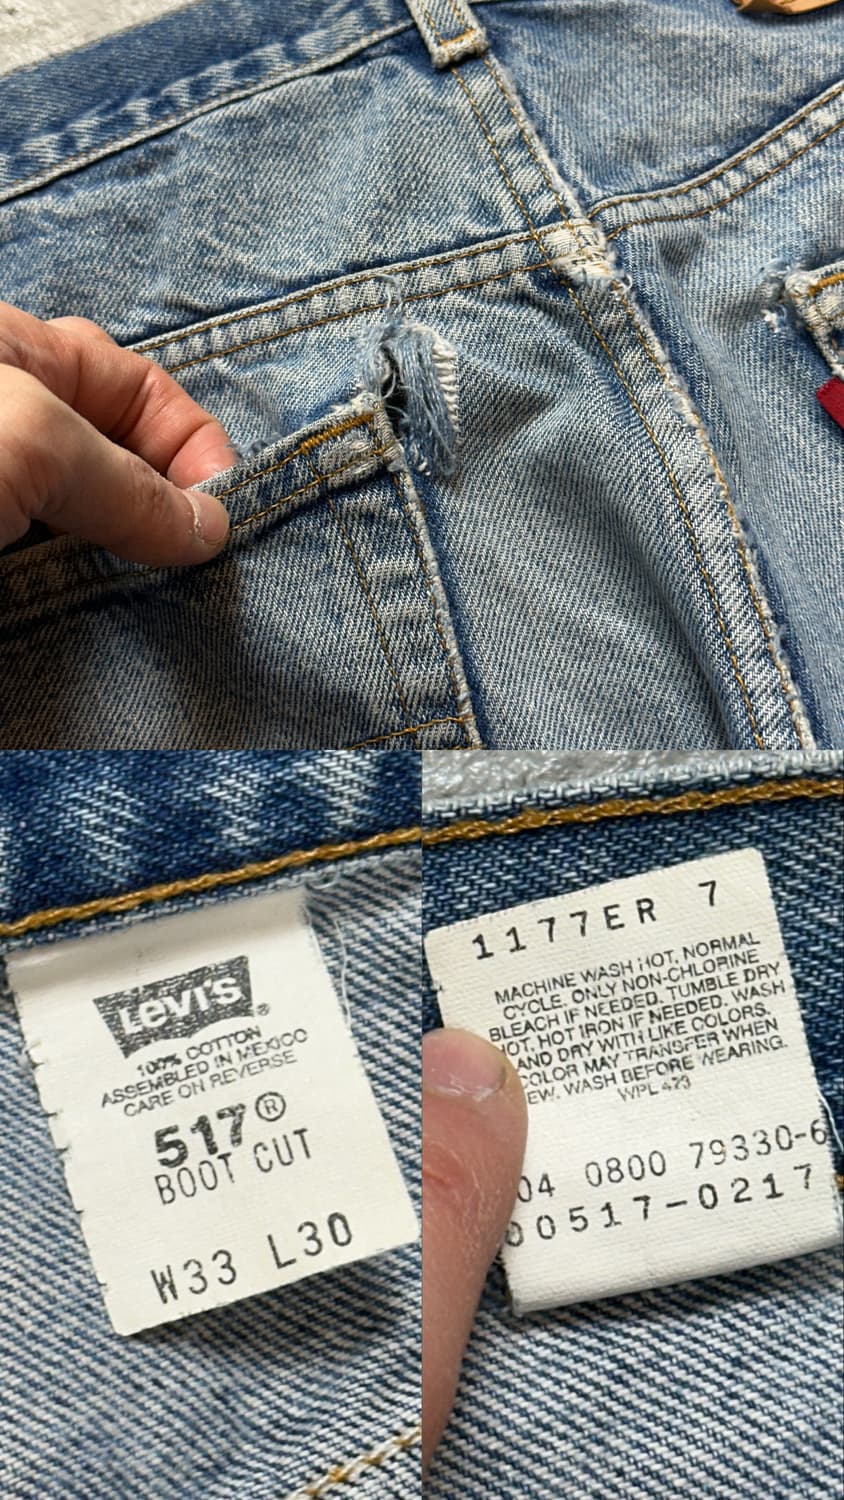 LEVI'S®
100% COTTON
ASSEMBLED IN MEXICO
CARE ON REVERSE
517®
BOOT CUT
W33 L30
1177ER 7
MACHINE WASH HOT. NORMAL
CYCLE. ONLY NON-CHLORINE
BLEACH IF NEEDED. TUMBLE DRY
HOT. HOT IRON IF NEEDED. WASH
AND DRY WITH LIKE COLORS.
COLOR MAY TRANSFER WHEN
EW. WASH BEFORE WEARING.
WPL 423
04 0800 79330-6
00517-0217